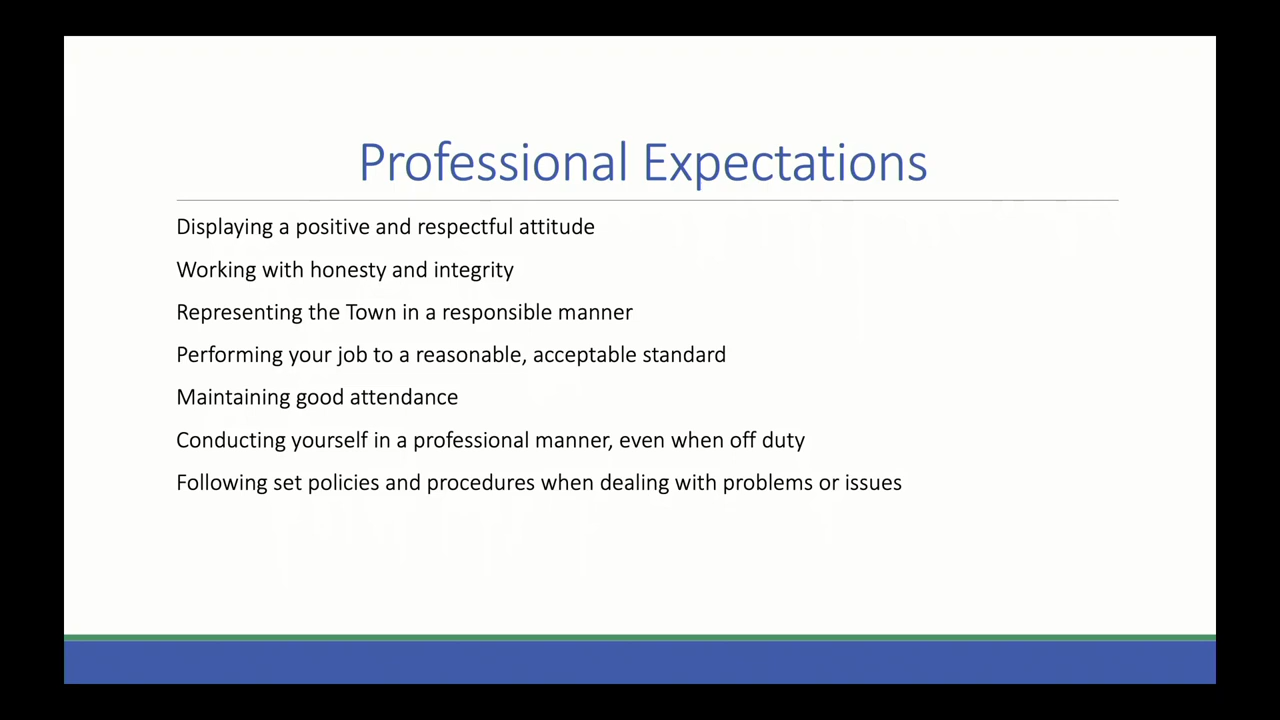 Professional Expectations
Displaying a positive and respectful attitude
Working with honesty and integrity
Representing the Town in a responsible manner
Performing your job to a reasonable, acceptable standard
Maintaining good attendance
Conducting yourself in a professional manner, even when off duty
Following set policies and procedures when dealing with problems or issues